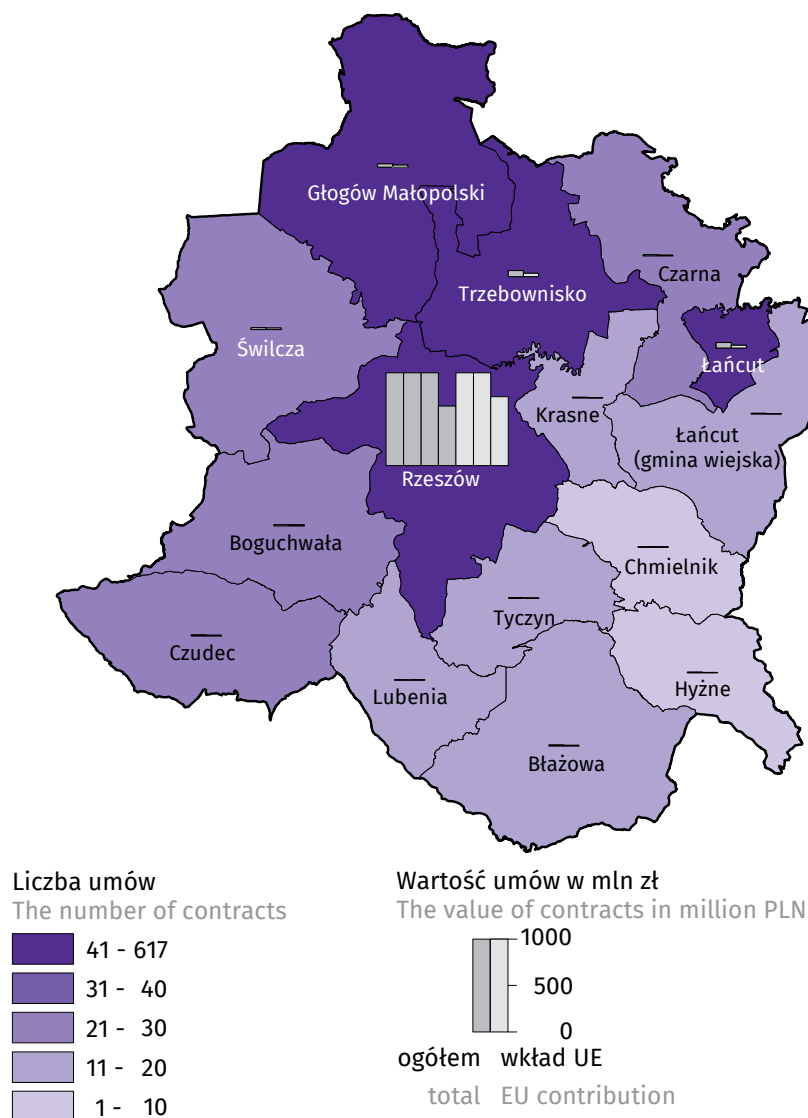 Głogów Małopolski
Trzebownisko
Czarna
Świlcza
Łańcut
Krasne
Łańcut
(gmina wiejska)
Rzeszów
Boguchwała
Chmielnik
Tyczyn
Czudec
Lubenia
Hyżne
Błażowa
Liczba umów
The number of contracts
41 - 617
31 - 40
21 - 30
11 - 20
1 - 10
Wartość umów w mln zł
The value of contracts in million PLN
1000
500
0
ogółem wkład UE
total EU contribution